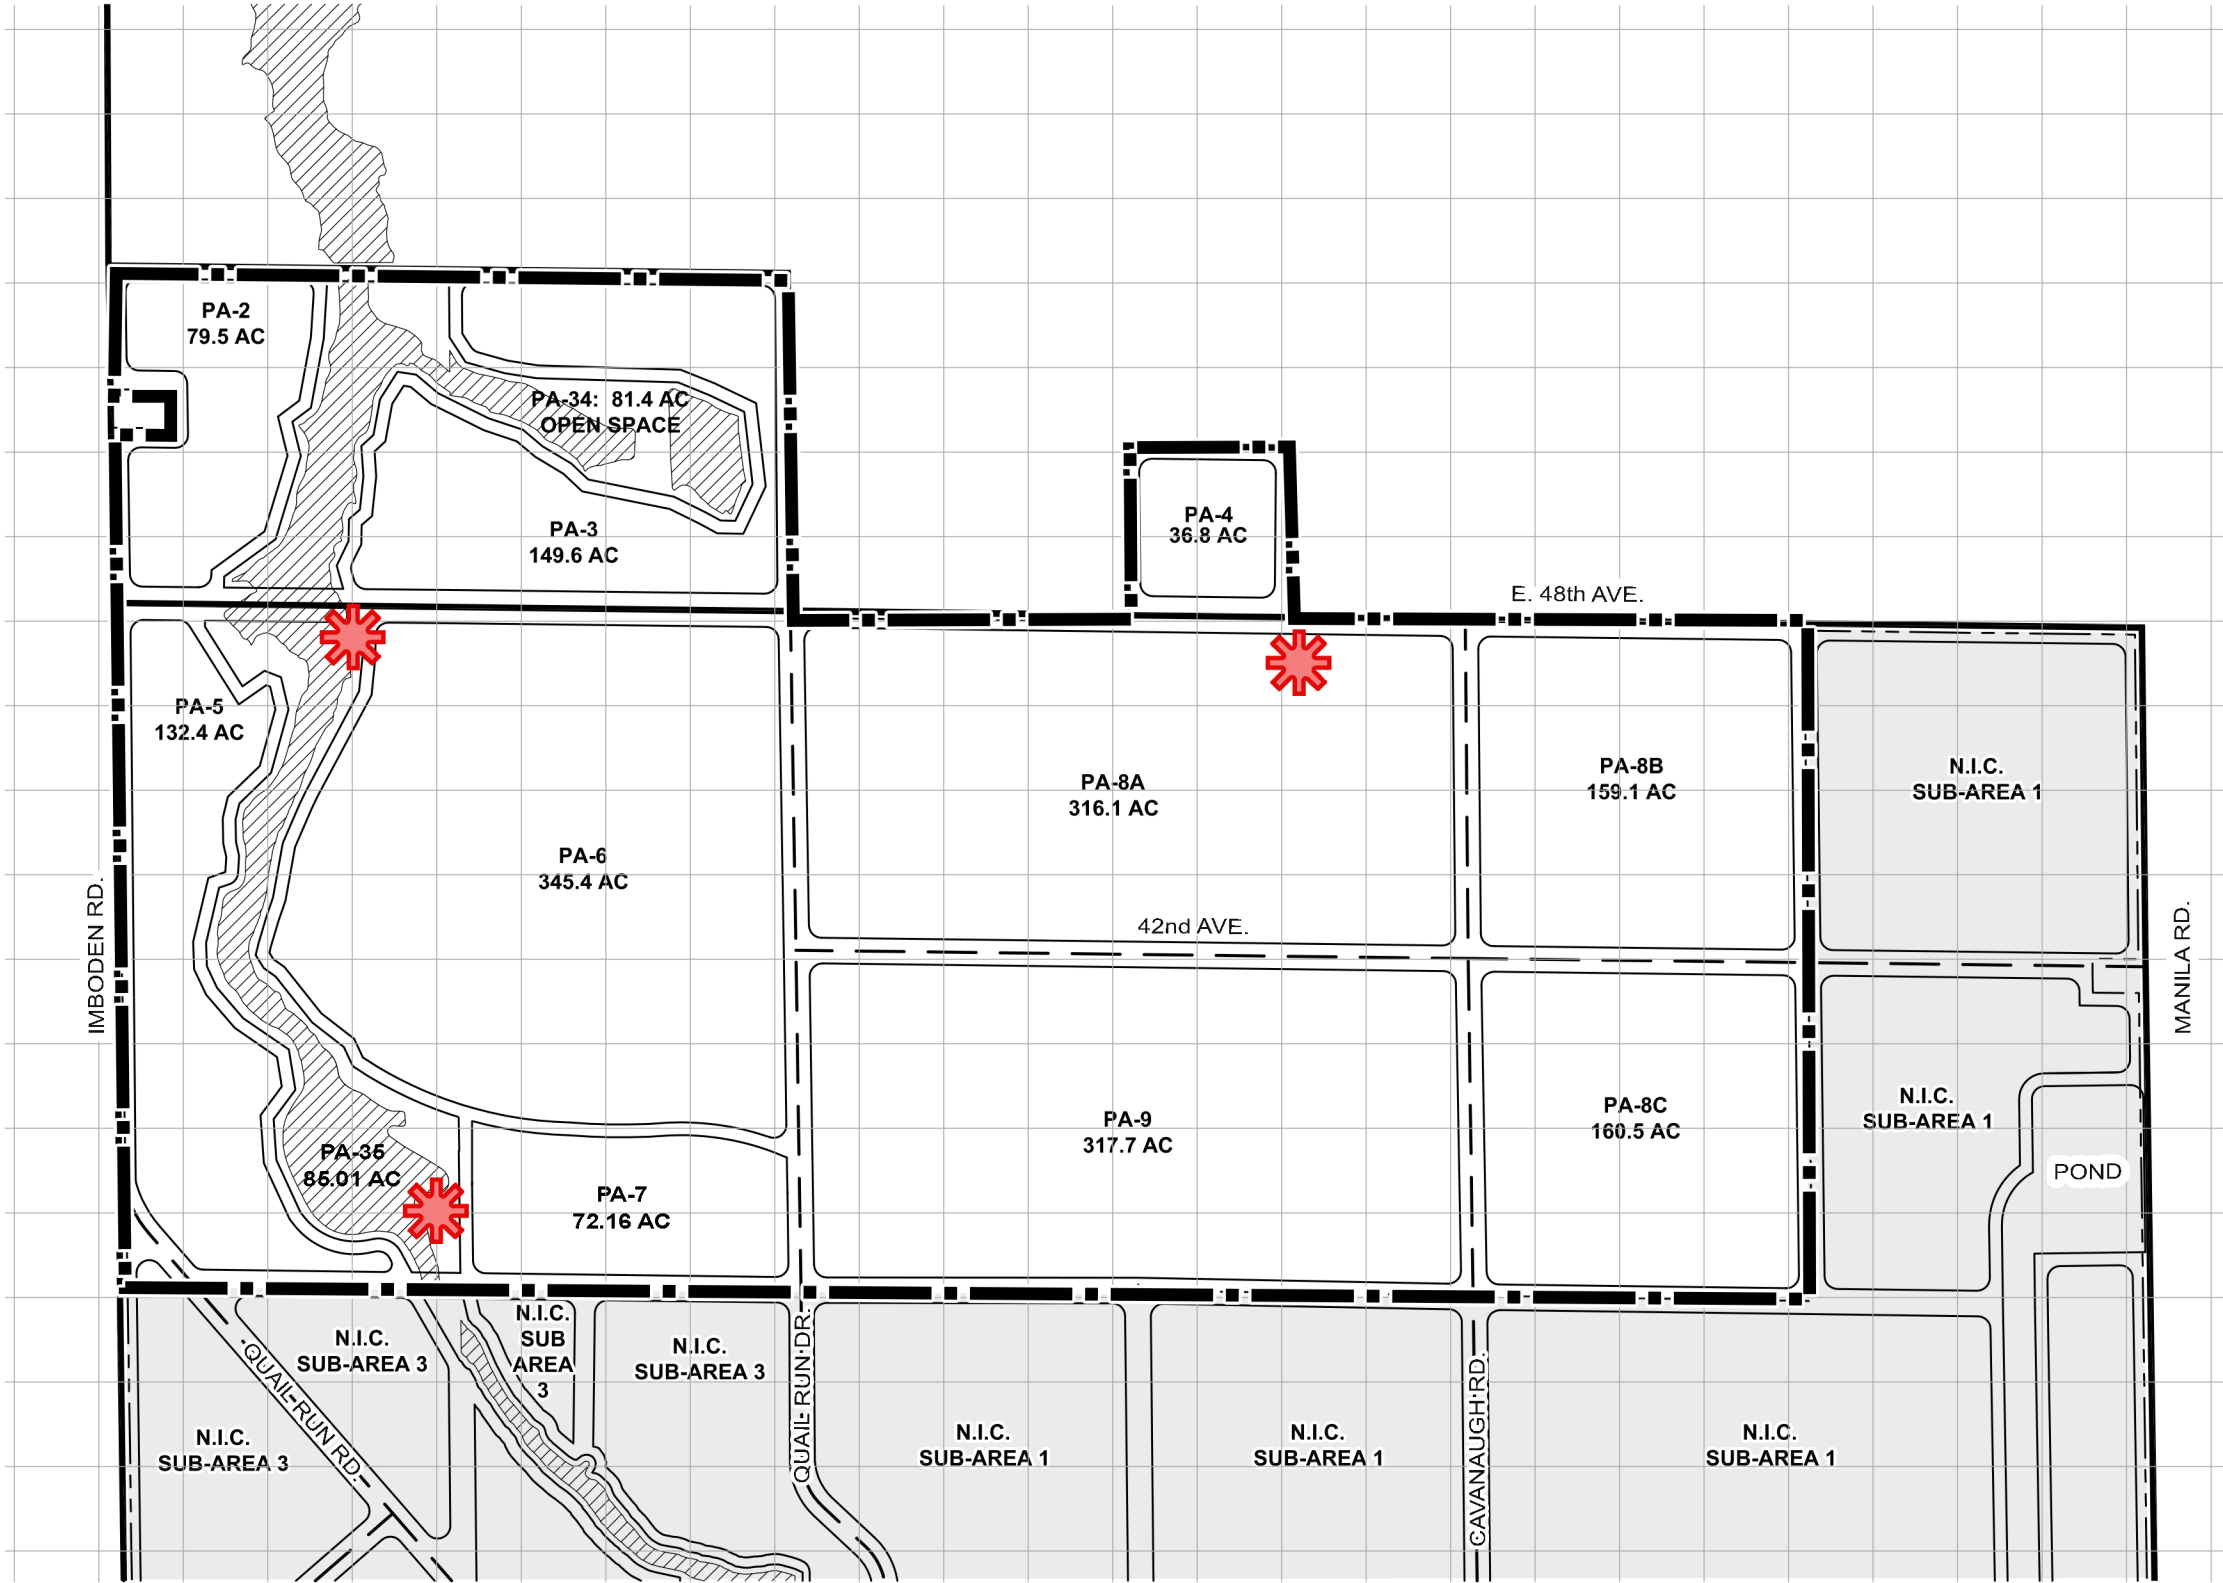 PA-2
79.5 AC
PA-34: 81.4 AC
OPEN SPACE
PA-3
149.6 AC
PA-4
36.8 AC
E. 48th AVE.
PA-5
132.4 AC
PA-8A
316.1 AC
PA-8B
159.1 AC
N.I.C.
SUB-AREA 1
PA-6
345.4 AC
42nd AVE.
IMBODEN RD.
MANILA RD.
PA-9
317.7 AC
PA-8C
160.5 AC
N.I.C.
SUB-AREA 1
PA-35
85.01 AC
POND
PA-7
72.16 AC
N.I.C.
SUB-AREA 3
N.I.C.
SUB
AREA
3
N.I.C.
SUB-AREA 3
QUAIL RUN RD.
QUAIL RUN DR.
CAVANAUGH RD.
N.I.C.
SUB-AREA 3
N.I.C.
SUB-AREA 1
N.I.C.
SUB-AREA 1
N.I.C.
SUB-AREA 1